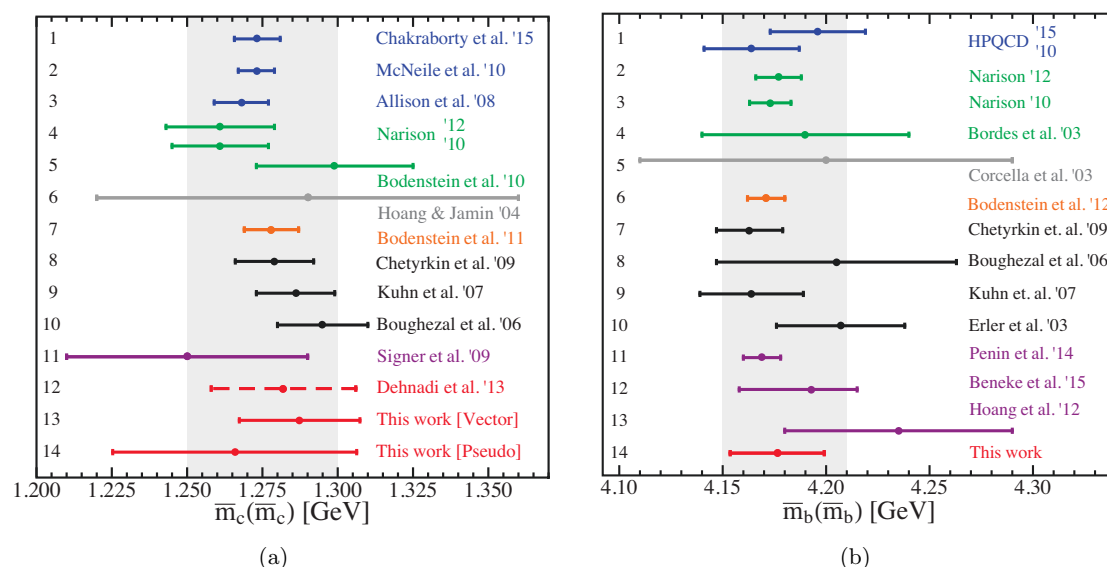 1 Chakraborty et al. '15
2 McNeile et al. '10
3 Allison et al. '08
4 Narison '12
'10
5
Bodenstein et al. '10
6
Hoang & Jamin '04
7
Bodenstein et al. '11
8 Chetyrkin et al. '09
9 Kuhn et al. '07
10 Boughezal et al. '06
11 Signer et al. '09
12 Dehnadi et al. '13
13 This work [Vector]
14 This work [Pseudo]
1.200 1.225 1.250 1.275 1.300 1.325 1.350
m̅c(m̅c) [GeV]
(a)
1 HPQCD '15
'10
2 Narison '12
3 Narison '10
4 Bordes et al. '03
5
Corcella et al. '03
6
Bodenstein et al. '12
7 Chetyrkin et. al. '09
8 Boughezal et al. '06
9 Kuhn et. al. '07
10 Erler et al. '03
11 Penin et al. '14
12 Beneke et al. '15
Hoang et al. '12
13
14 This work
4.10 4.15 4.20 4.25 4.30
m̅b(m̅b) [GeV]
(b)